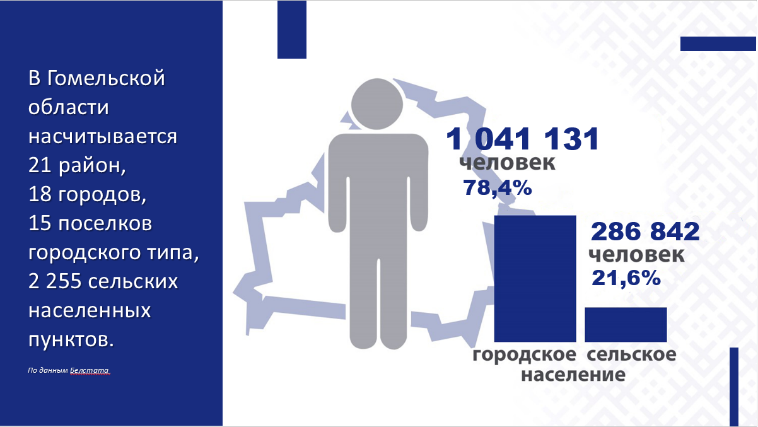 В Гомельской
области
насчитывается
21 район,
18 городов,
15 поселков
городского типа,
2 255 сельских
населенных
пунктов.
По данным Белстата
1 041 131
человек
78,4%
286 842
человек
21,6%
городское сельское
население